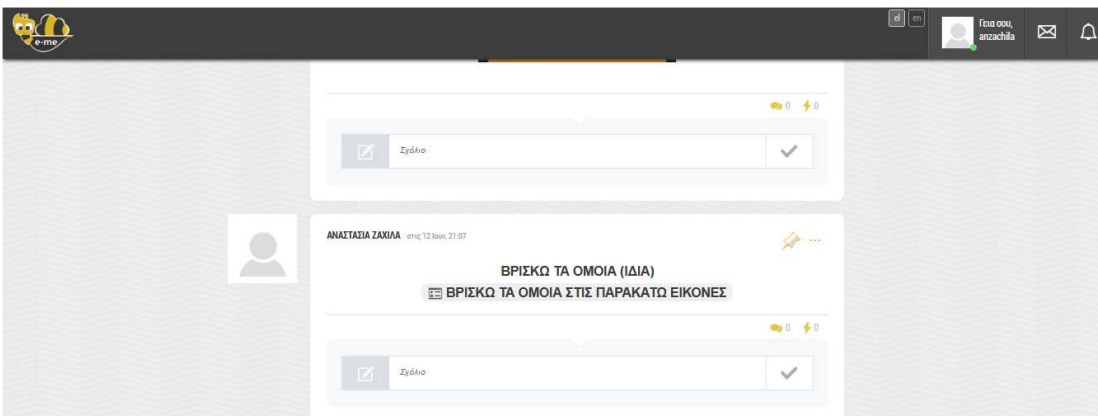 e-me
el en
Γεια σου,
anzachila
0 0
Σχόλιο
ΑΝΑΣΤΑΣΙΑ ΖΑΧΙΛΑ στις 12 Ιουν, 21:07
ΒΡΙΣΚΩ ΤΑ ΟΜΟΙΑ (ΙΔΙΑ)
ΒΡΙΣΚΩ ΤΑ ΟΜΟΙΑ ΣΤΙΣ ΠΑΡΑΚΑΤΩ ΕΙΚΟΝΕΣ
0 0
Σχόλιο